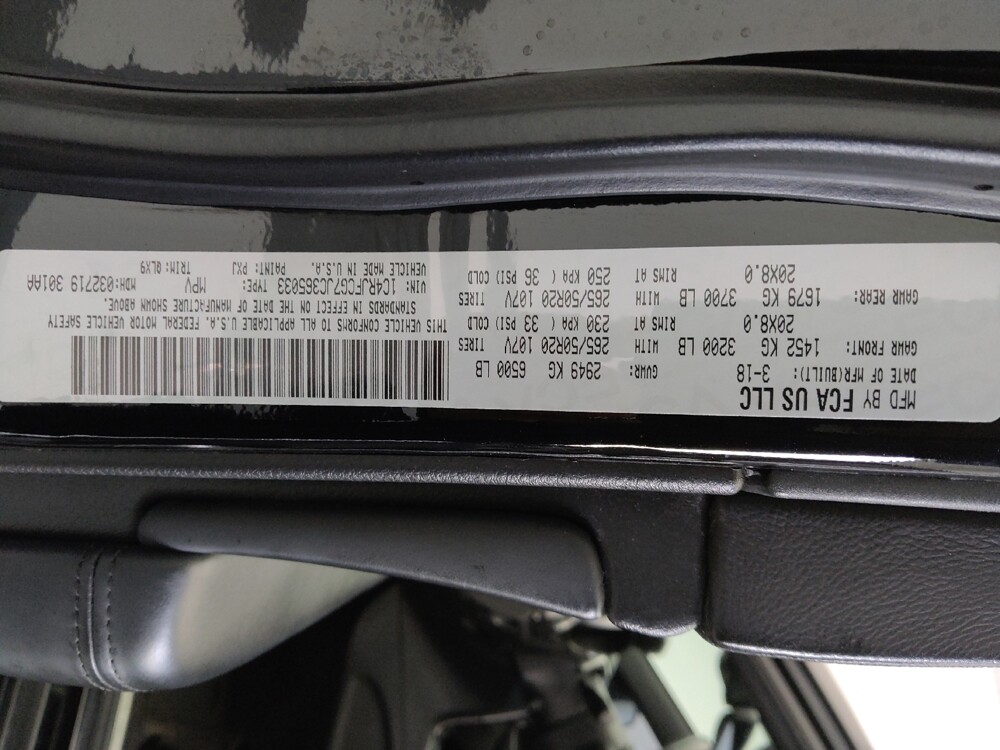 MFD BY FCA US LLC
DATE OF MFR(BUILT): 3-18
GVWR: 2949 KG 6500 LB
GAWR FRONT: 1452 KG 3200 LB WITH TIRES 265/50R20 107V
20X8.0 RIMS AT 230 KPA ( 33 PSI) COLD
GAWR REAR: 1679 KG 3700 LB WITH TIRES 265/50R20 107V
20X8.0 RIMS AT 250 KPA ( 36 PSI) COLD
THIS VEHICLE CONFORMS TO ALL APPLICABLE U.S.A. FEDERAL MOTOR VEHICLE SAFETY
STANDARDS IN EFFECT ON THE DATE OF MANUFACTURE SHOWN ABOVE.
VIN: 1C4RJFCG7JC365033 TYPE: MPV MDH:032719 301AA
VEHICLE MADE IN U.S.A. PAINT: PXJ TRIM: QLX9